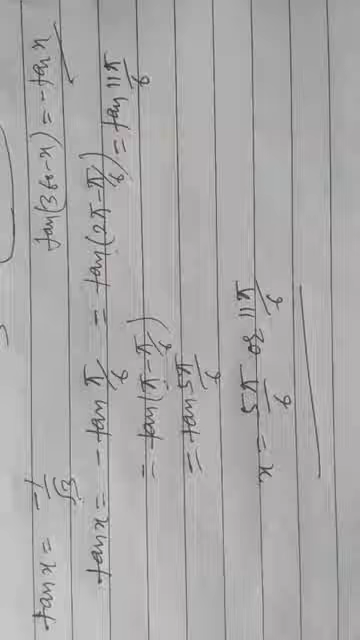 tan x = -1/√3 tan(360-x) = -tan x
tan x = -tan π/6 = tan(2π-π/6) = tan 11π/6
= tan(π-π/6)
= tan 5π/6
x = 5π/6 or 11π/6